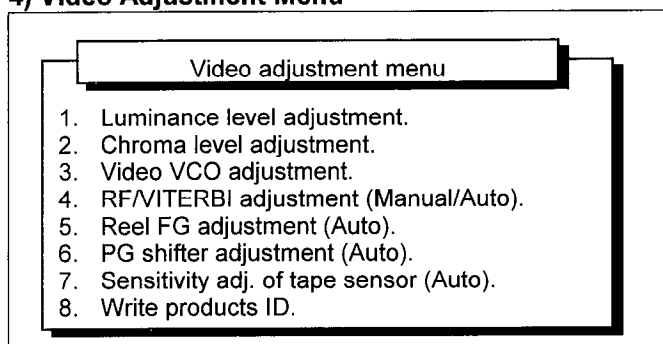 4) Video Adjustment Menu
Video adjustment menu
1. Luminance level adjustment.
2. Chroma level adjustment.
3. Video VCO adjustment.
4. RF/VITERBI adjustment (Manual/Auto).
5. Reel FG adjustment (Auto).
6. PG shifter adjustment (Auto).
7. Sensitivity adj. of tape sensor (Auto).
8. Write products ID.